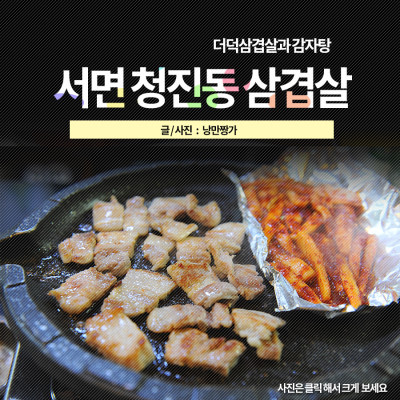 더덕삼겹살과 감자탕
서면 청진동 삼겹살
글/사진 : 낭만짱가
사진은 클릭 해서 크게 보세요